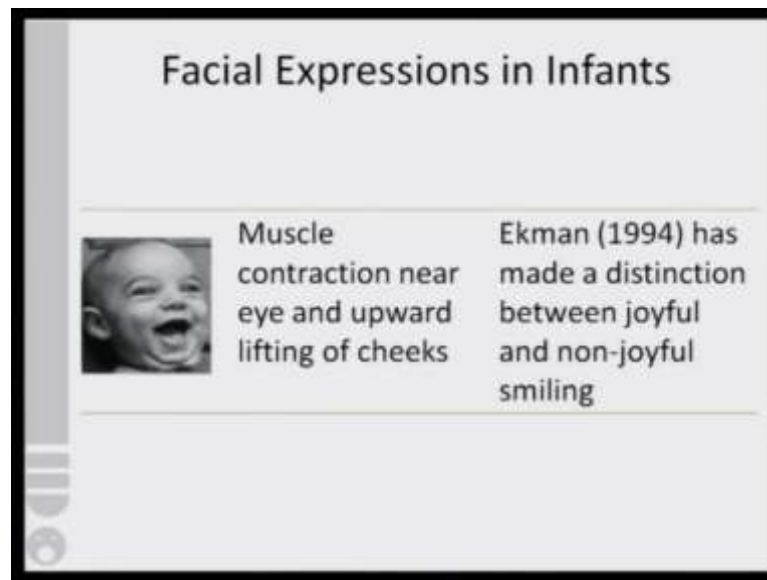 Facial Expressions in Infants
Muscle
contraction near
eye and upward
lifting of cheeks
Ekman (1994) has
made a distinction
between joyful
and non-joyful
smiling